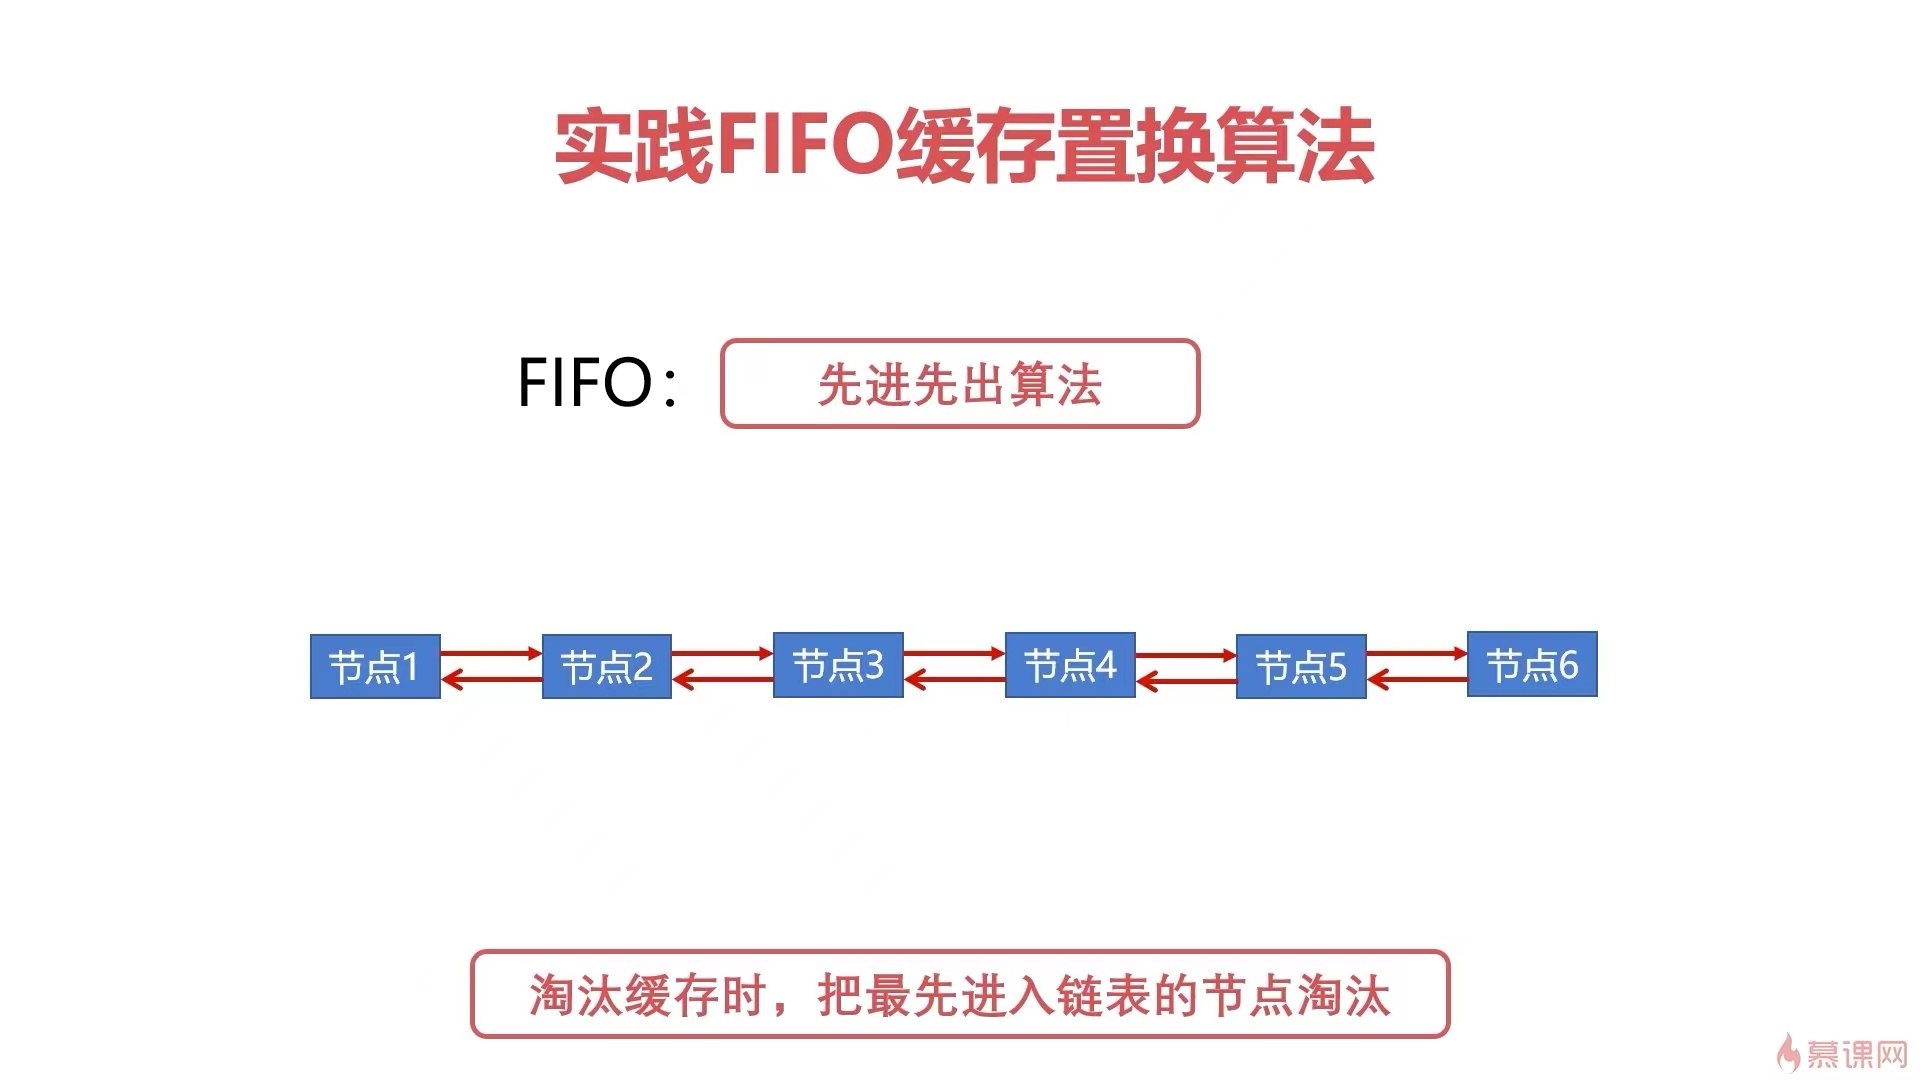 实践FIFO缓存置换算法
FIFO：
先进先出算法
节点1
节点2
节点3
节点4
节点5
节点6
淘汰缓存时，把最先进入链表的节点淘汰
慕课网